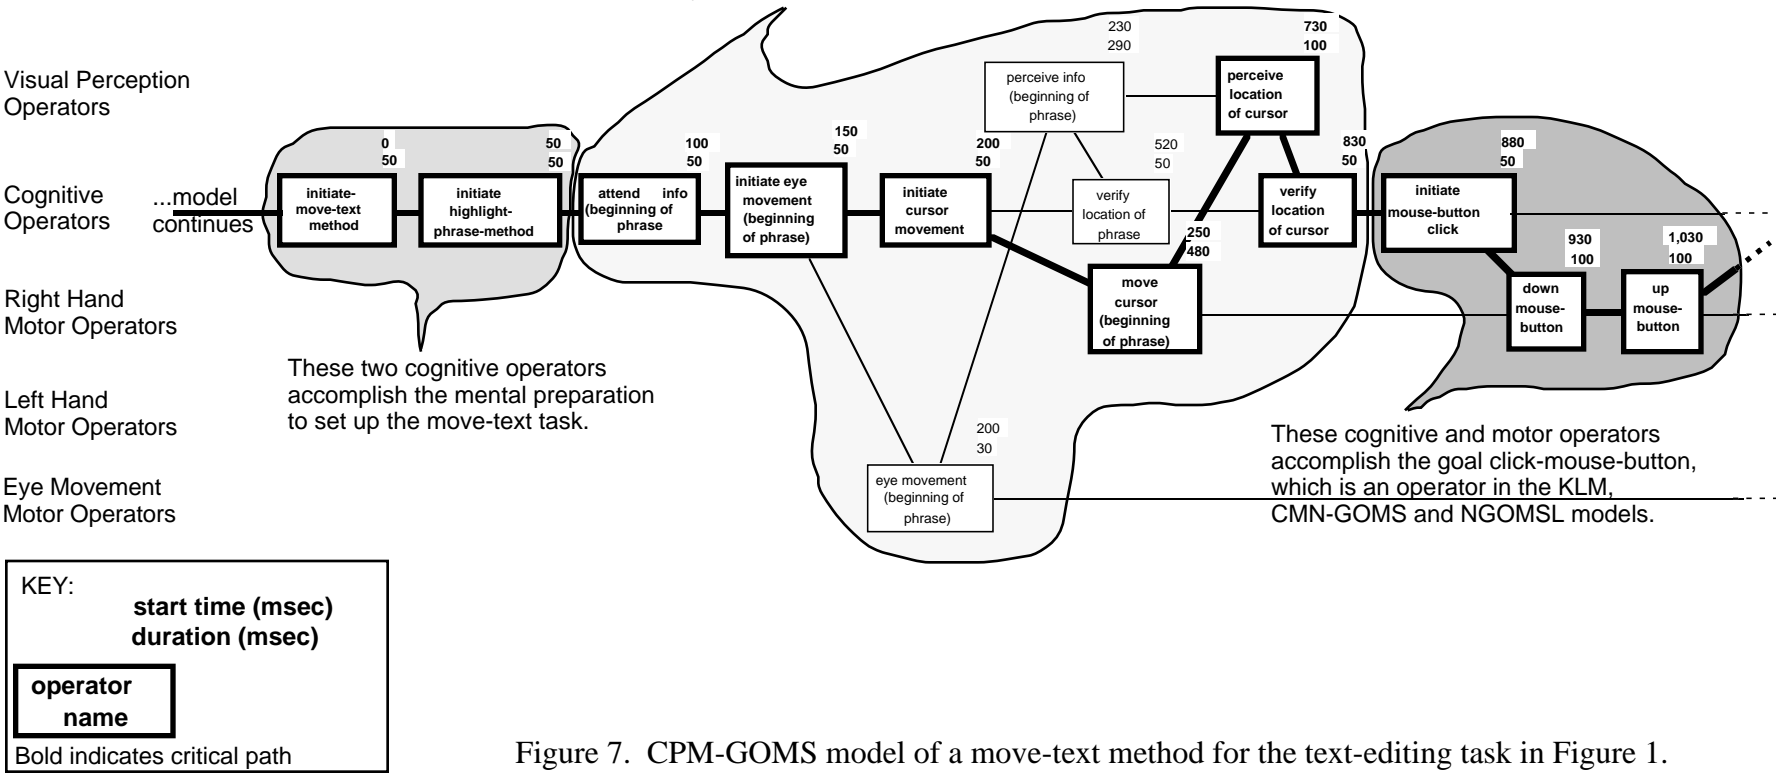 Visual Perception
Operators
Cognitive
Operators
...model
continues
Right Hand
Motor Operators
Left Hand
Motor Operators
Eye Movement
Motor Operators
0
50
initiate-
move-text
method
50
50
initiate
highlight-
phrase-method
100
50
attend info
(beginning of
phrase
150
50
initiate eye
movement
(beginning
of phrase)
200
50
initiate
cursor
movement
230
290
perceive info
(beginning of
phrase)
520
50
verify
location of
phrase
250
480
move
cursor
(beginning
of phrase)
200
30
eye movement
(beginning of
phrase)
730
100
perceive
location
of cursor
830
50
verify
location
of cursor
880
50
initiate
mouse-button
click
930
100
down
mouse-
button
1,030
100
up
mouse-
button
These two cognitive operators
accomplish the mental preparation
to set up the move-text task.
These cognitive and motor operators
accomplish the goal click-mouse-button,
which is an operator in the KLM,
CMN-GOMS and NGOMSL models.
KEY:
start time (msec)
duration (msec)
operator
name
Bold indicates critical path
Figure 7. CPM-GOMS model of a move-text method for the text-editing task in Figure 1.